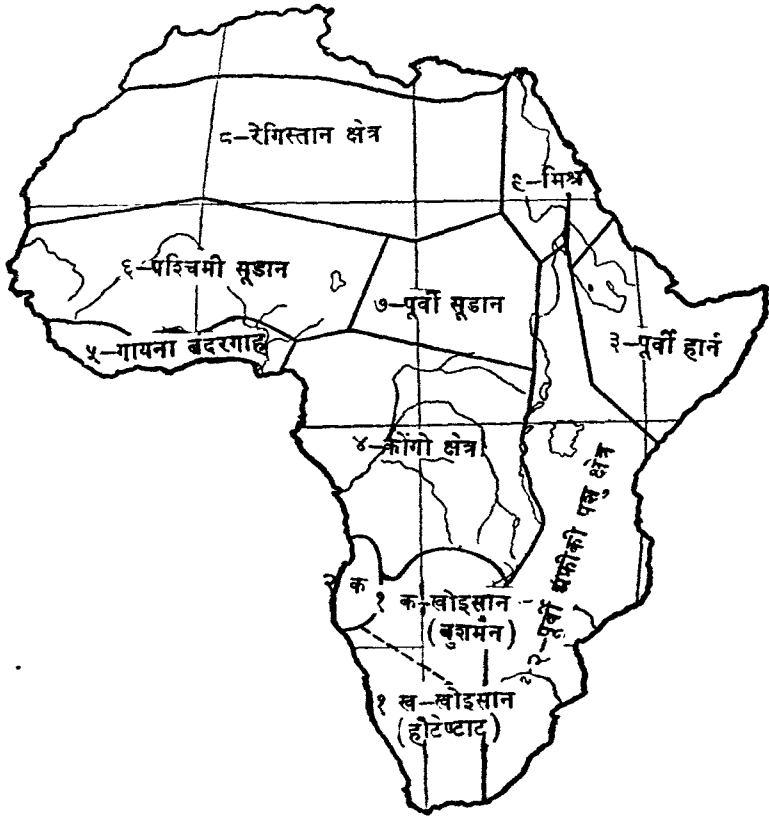 ८–रेगिस्तान क्षेत्र
९–मिश्र
६–पश्चिमी सूडान
७–पूर्वी सूडान
३–पूर्वी हार्न
५–गायना बंदरगाह
४–कोंगो क्षेत्र
२–पूर्वी अफ्रीकी पशु क्षेत्र
२ क
१ क–खोइसान
(बुशमैन)
१ ख–खोइसान
(हौटेण्टाट)